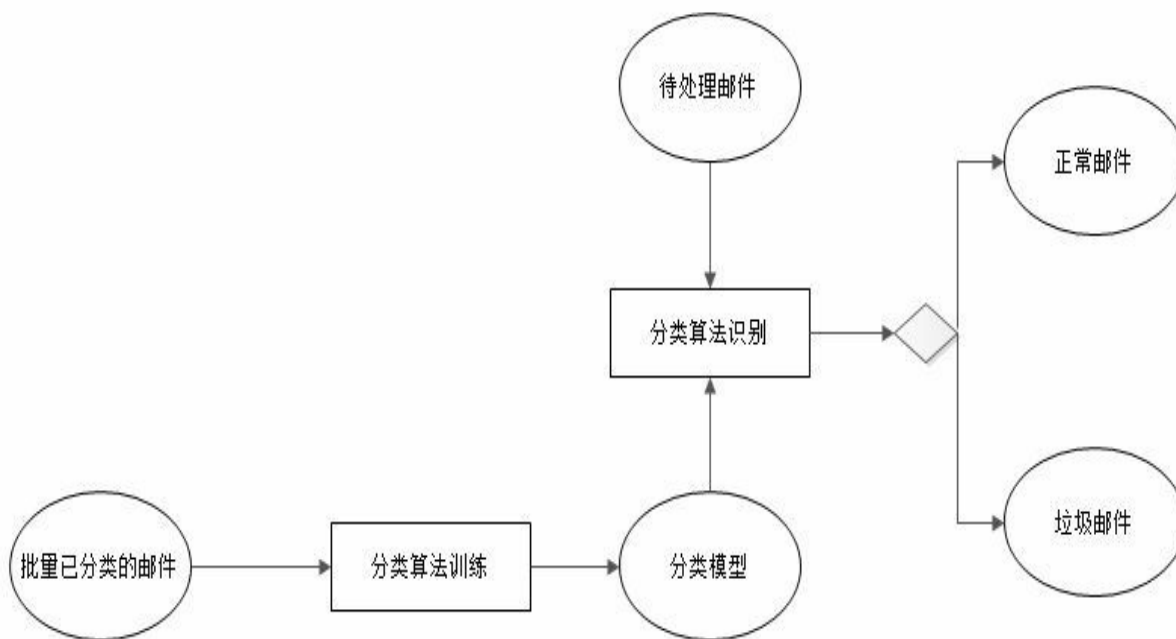 待处理邮件
正常邮件
分类算法识别
垃圾邮件
批量已分类的邮件
分类算法训练
分类模型